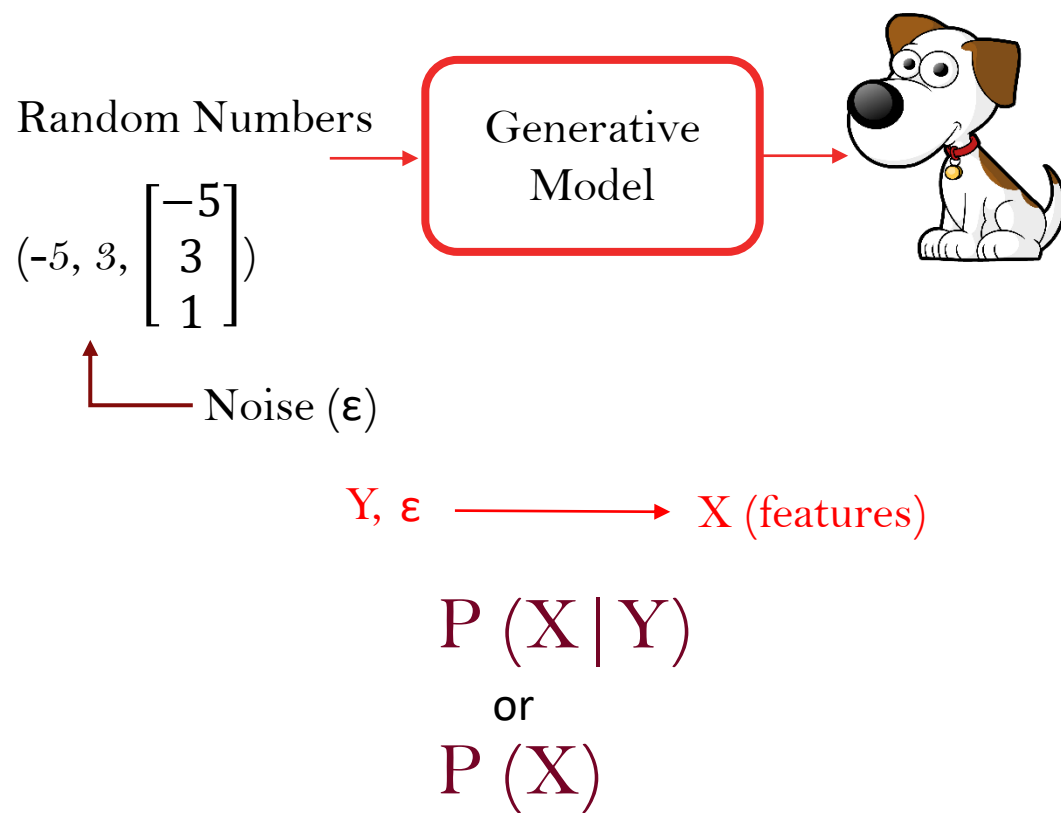 Random Numbers
Generative
Model
(-5, 3, [−5
3
1])
Noise (ε)
Y, ε
X (features)
P (X | Y)
or
P (X)